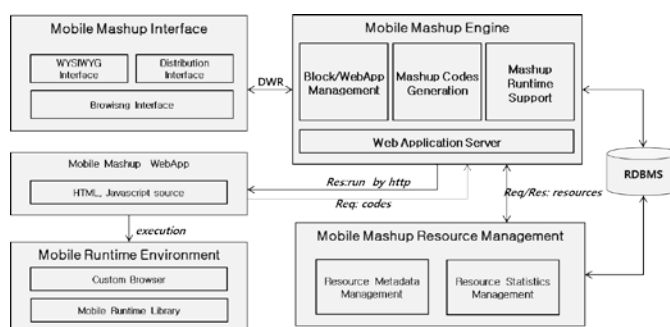 Mobile Mashup Interface
WYSIWYG
Interface
Distribution
Interface
Browisng Interface
DWR
Mobile Mashup Engine
Block/WebApp
Management
Mashup Codes
Generation
Mashup
Runtime
Support
Web Application Server
RDBMS
Mobile Mashup WebApp
HTML, Javascript source
Res:run by http
Req: codes
Req/Res: resources
execution
Mobile Runtime Environment
Custom Browser
Mobile Runtime Library
Mobile Mashup Resource Management
Resource Metadata
Management
Resource Statistics
Management